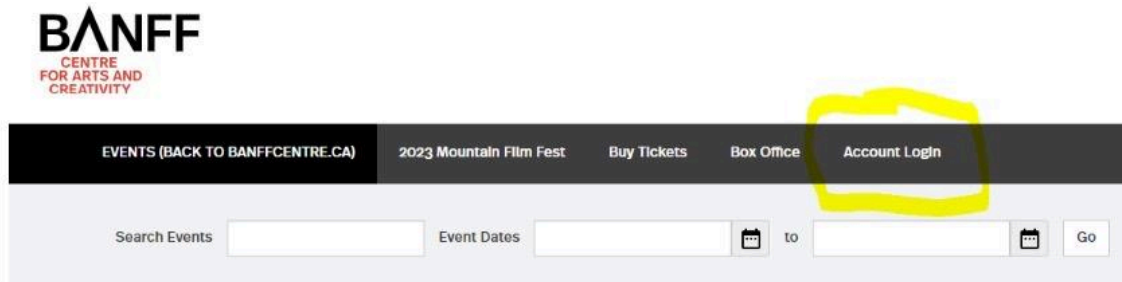 BANFF
CENTRE
FOR ARTS AND
CREATIVITY
EVENTS (BACK TO BANFFCENTRE.CA) 2023 Mountain Film Fest Buy Tickets Box Office Account Login
Search Events Event Dates to Go